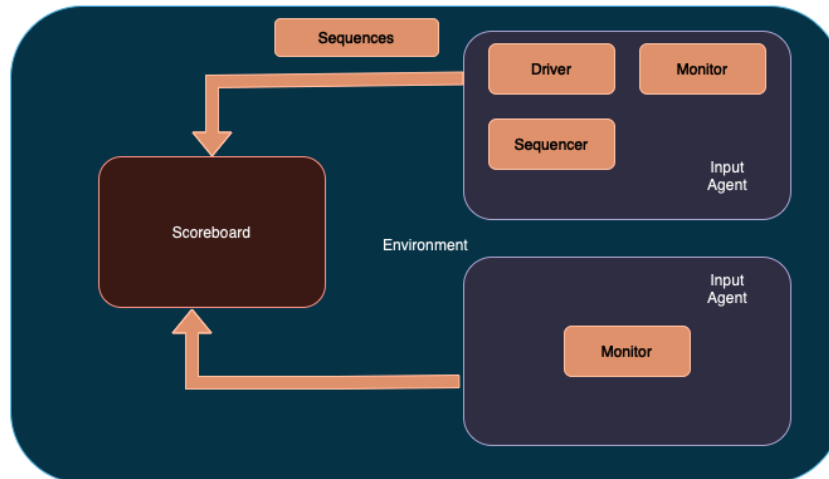 Sequences
Driver
Monitor
Sequencer
Input
Agent
Scoreboard
Environment
Input
Agent
Monitor